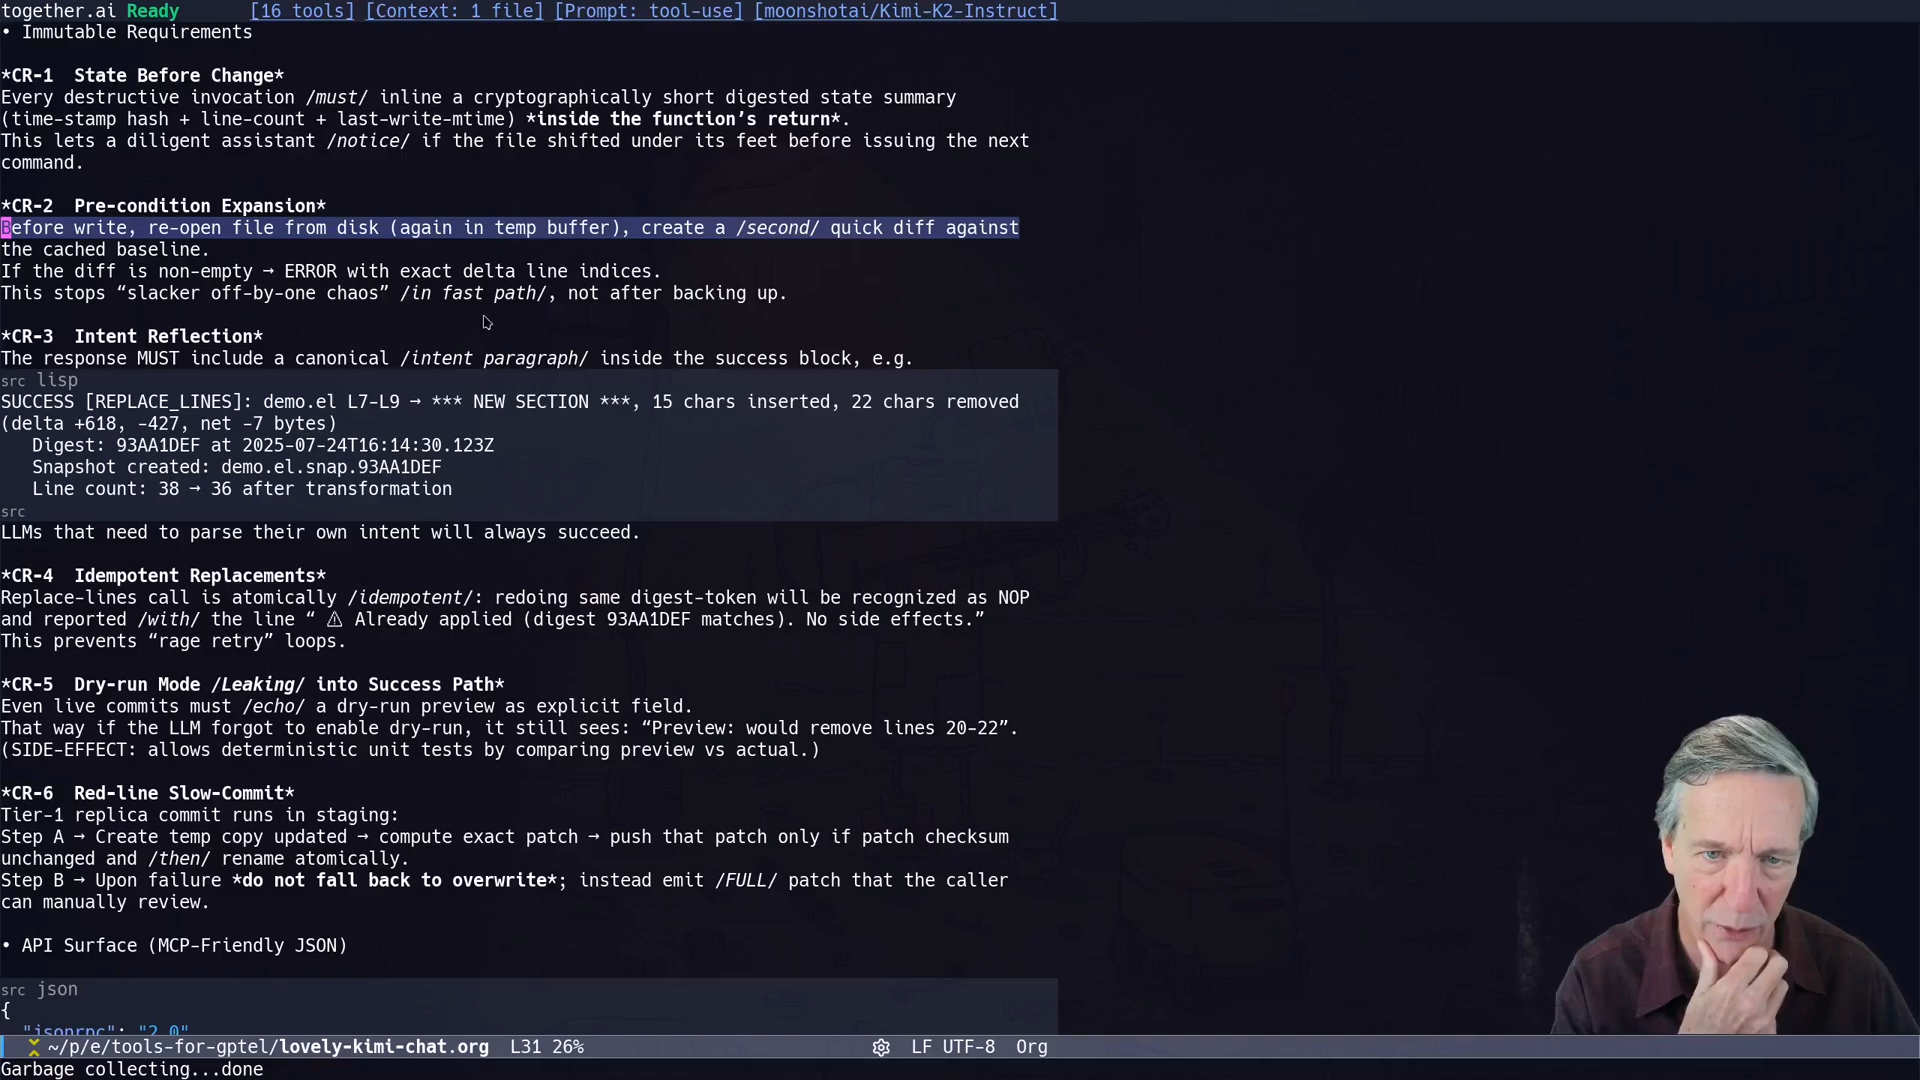 together.ai Ready [16 tools] [Context: 1 file] [Prompt: tool-use] [moonshotai/Kimi-K2-Instruct]
• Immutable Requirements
*CR-1 State Before Change*
Every destructive invocation /must/ inline a cryptographically short digested state summary
(time-stamp hash + line-count + last-write-mtime) *inside the function’s return*.
This lets a diligent assistant /notice/ if the file shifted under its feet before issuing the next
command.
*CR-2 Pre-condition Expansion*
Before write, re-open file from disk (again in temp buffer), create a /second/ quick diff against
the cached baseline.
If the diff is non-empty → ERROR with exact delta line indices.
This stops “slacker off-by-one chaos” /in fast path/, not after backing up.
*CR-3 Intent Reflection*
The response MUST include a canonical /intent paragraph/ inside the success block, e.g.
src lisp
SUCCESS [REPLACE_LINES]: demo.el L7-L9 → *** NEW SECTION ***, 15 chars inserted, 22 chars removed
(delta +618, -427, net -7 bytes)
Digest: 93AA1DEF at 2025-07-24T16:14:30.123Z
Snapshot created: demo.el.snap.93AA1DEF
Line count: 38 → 36 after transformation
src
LLMs that need to parse their own intent will always succeed.
*CR-4 Idempotent Replacements*
Replace-lines call is atomically /idempotent/: redoing same digest-token will be recognized as NOP
and reported /with/ the line “ ⚠ Already applied (digest 93AA1DEF matches). No side effects.”
This prevents “rage retry” loops.
*CR-5 Dry-run Mode /Leaking/ into Success Path*
Even live commits must /echo/ a dry-run preview as explicit field.
That way if the LLM forgot to enable dry-run, it still sees: “Preview: would remove lines 20-22”.
(SIDE-EFFECT: allows deterministic unit tests by comparing preview vs actual.)
*CR-6 Red-line Slow-Commit*
Tier-1 replica commit runs in staging:
Step A → Create temp copy updated → compute exact patch → push that patch only if patch checksum
unchanged and /then/ rename atomically.
Step B → Upon failure *do not fall back to overwrite*; instead emit /FULL/ patch that the caller
can manually review.
• API Surface (MCP-Friendly JSON)
src json
{
"jsonrpc": "2.0"
~/p/e/tools-for-gptel/lovely-kimi-chat.org L31 26% LF UTF-8 Org
Garbage collecting...done